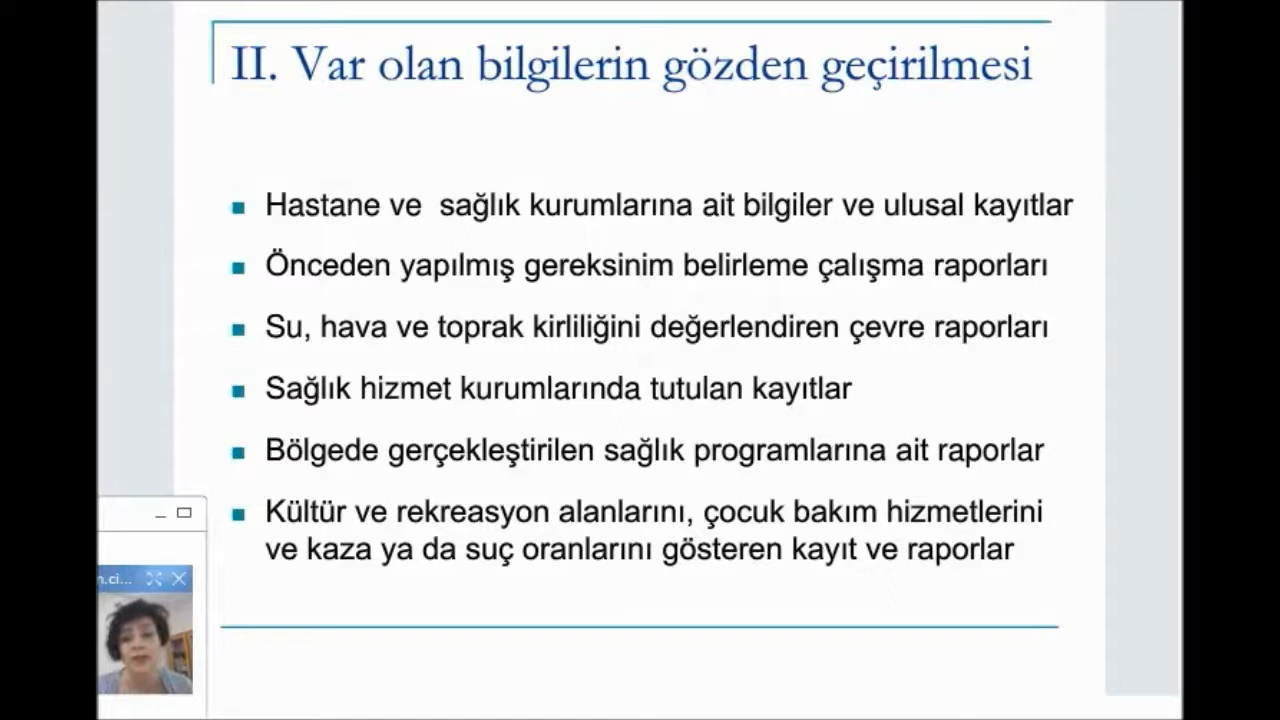 II. Var olan bilgilerin gözden geçirilmesi
Hastane ve sağlık kurumlarına ait bilgiler ve ulusal kayıtlar
Önceden yapılmış gereksinim belirleme çalışma raporları
Su, hava ve toprak kirliliğini değerlendiren çevre raporları
Sağlık hizmet kurumlarında tutulan kayıtlar
Bölgede gerçekleştirilen sağlık programlarına ait raporlar
Kültür ve rekreasyon alanlarını, çocuk bakım hizmetlerini
ve kaza ya da suç oranlarını gösteren kayıt ve raporlar
n.ci...